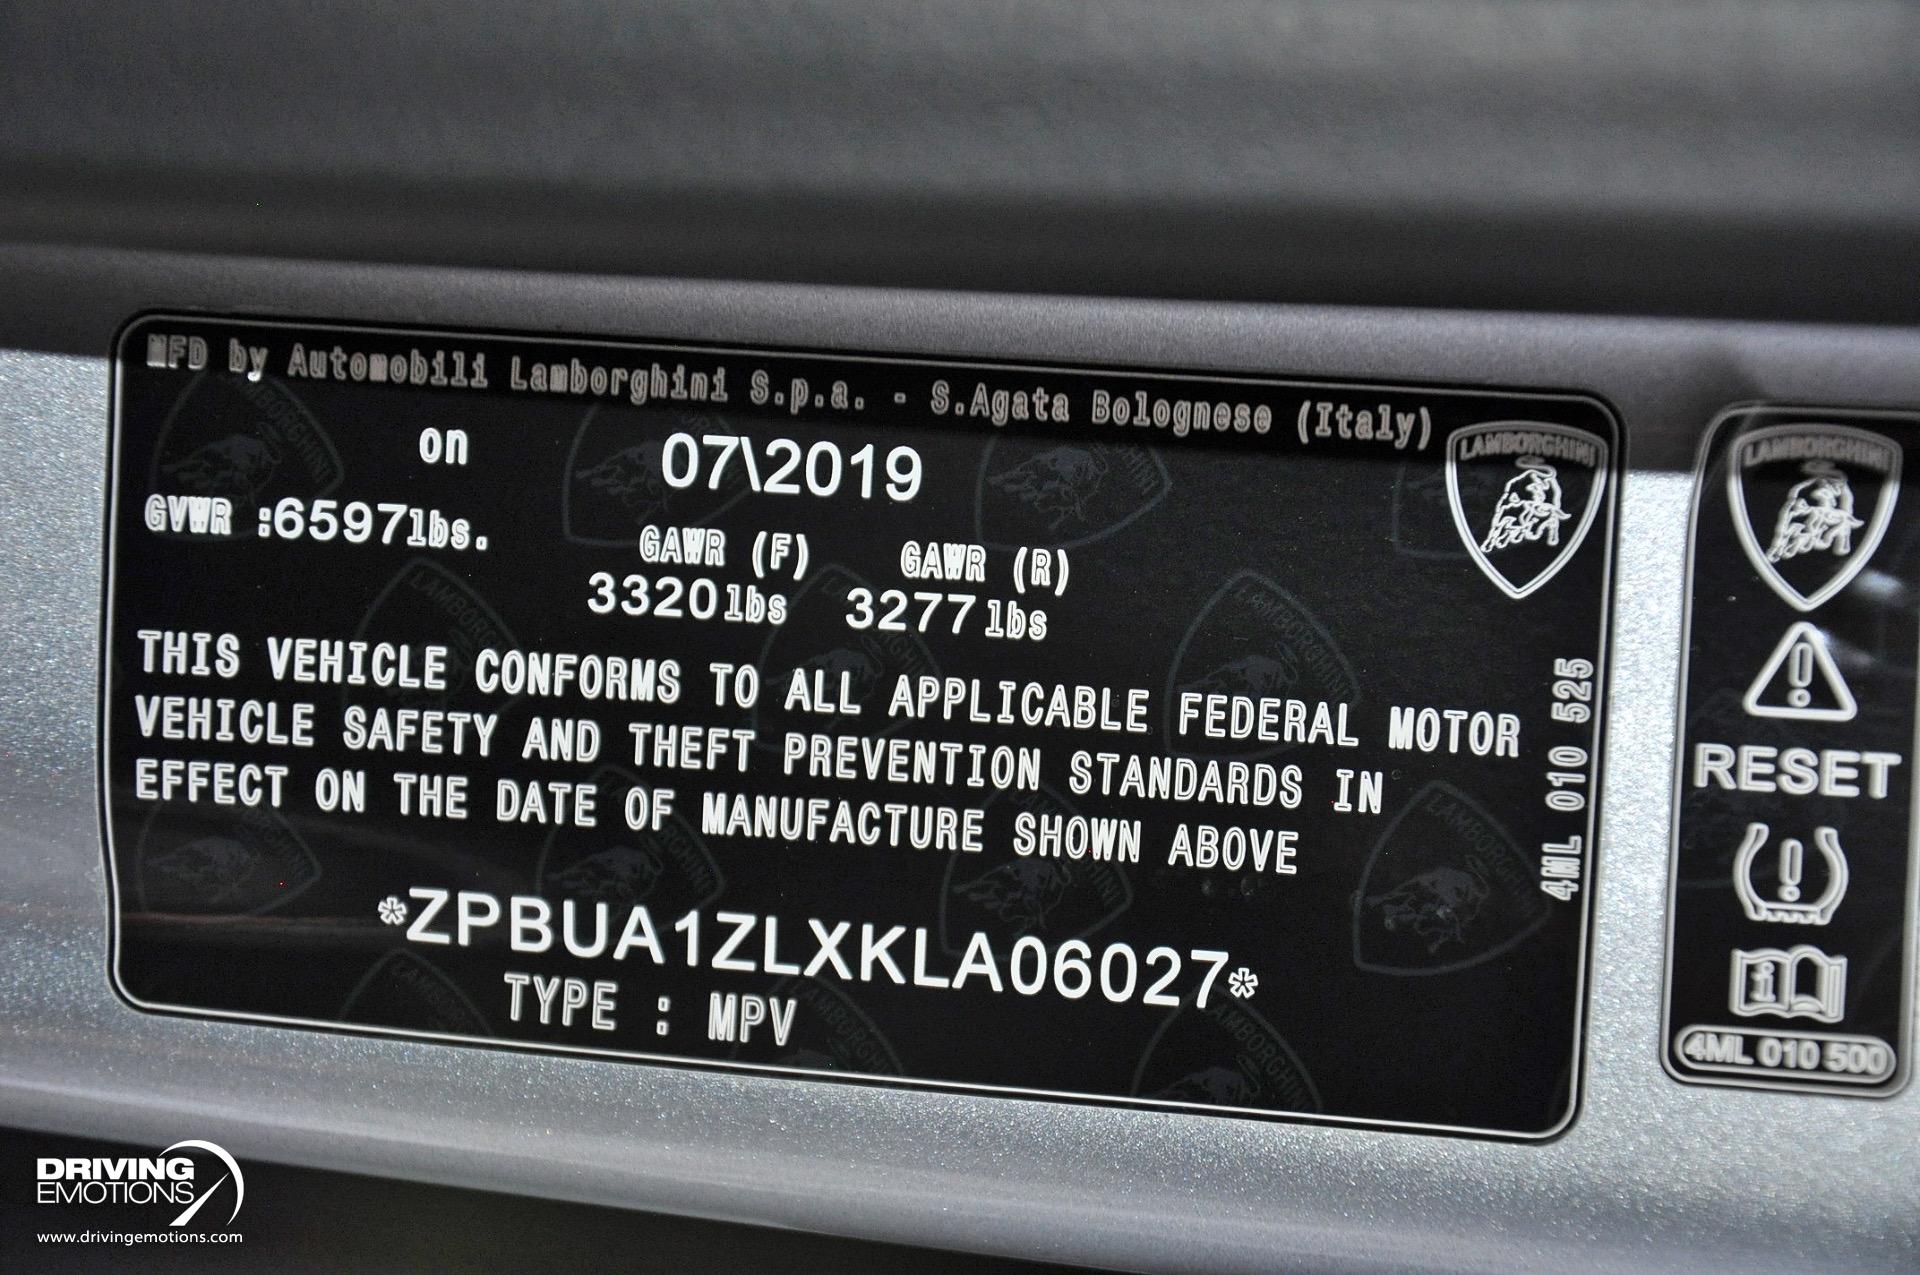 MFD by Automobili Lamborghini S.p.a. - S.Agata Bolognese (Italy)
on 07\2019
GVWR :6597lbs.
GAWR (F) GAWR (R)
3320lbs 3277lbs
THIS VEHICLE CONFORMS TO ALL APPLICABLE FEDERAL MOTOR
VEHICLE SAFETY AND THEFT PREVENTION STANDARDS IN
EFFECT ON THE DATE OF MANUFACTURE SHOWN ABOVE
*ZPBUA1ZLXKLA06027*
TYPE : MPV
LAMBORGHINI
4ML 010 525
LAMBORGHINI
RESET
4ML 010 500
DRIVING
EMOTIONS
www.drivingemotions.com